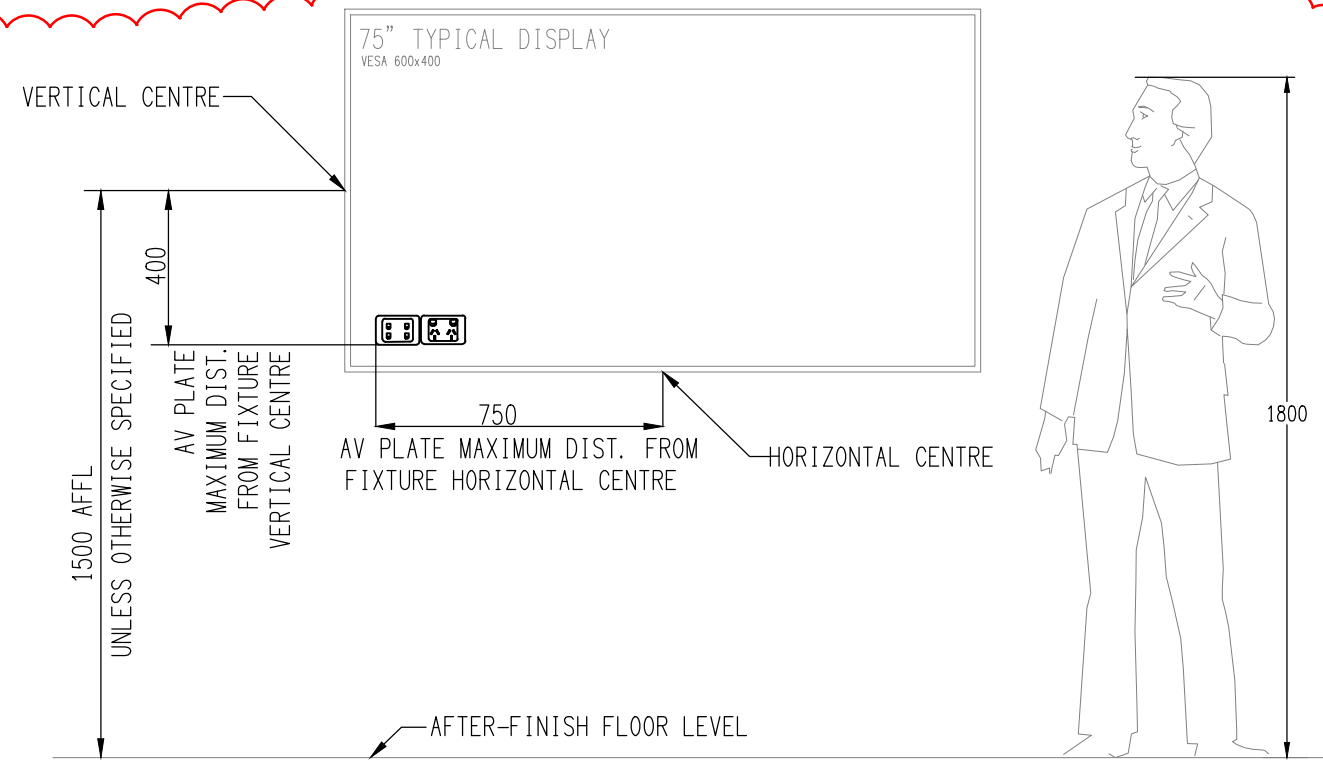 75” TYPICAL DISPLAY
VESA 600x400
VERTICAL CENTRE
400
AV PLATE
MAXIMUM DIST.
FROM FIXTURE
VERTICAL CENTRE
1500 AFFL
UNLESS OTHERWISE SPECIFIED
750
AV PLATE MAXIMUM DIST. FROM
FIXTURE HORIZONTAL CENTRE
HORIZONTAL CENTRE
1800
AFTER-FINISH FLOOR LEVEL